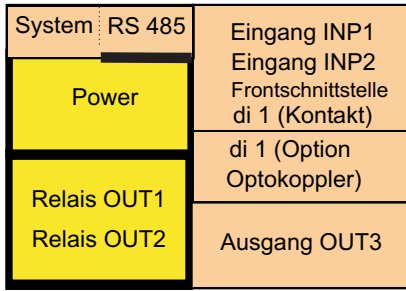 System RS 485
Power
Relais OUT1
Relais OUT2
Eingang INP1
Eingang INP2
Frontschnittstelle
di 1 (Kontakt)
di 1 (Option
Optokoppler)
Ausgang OUT3